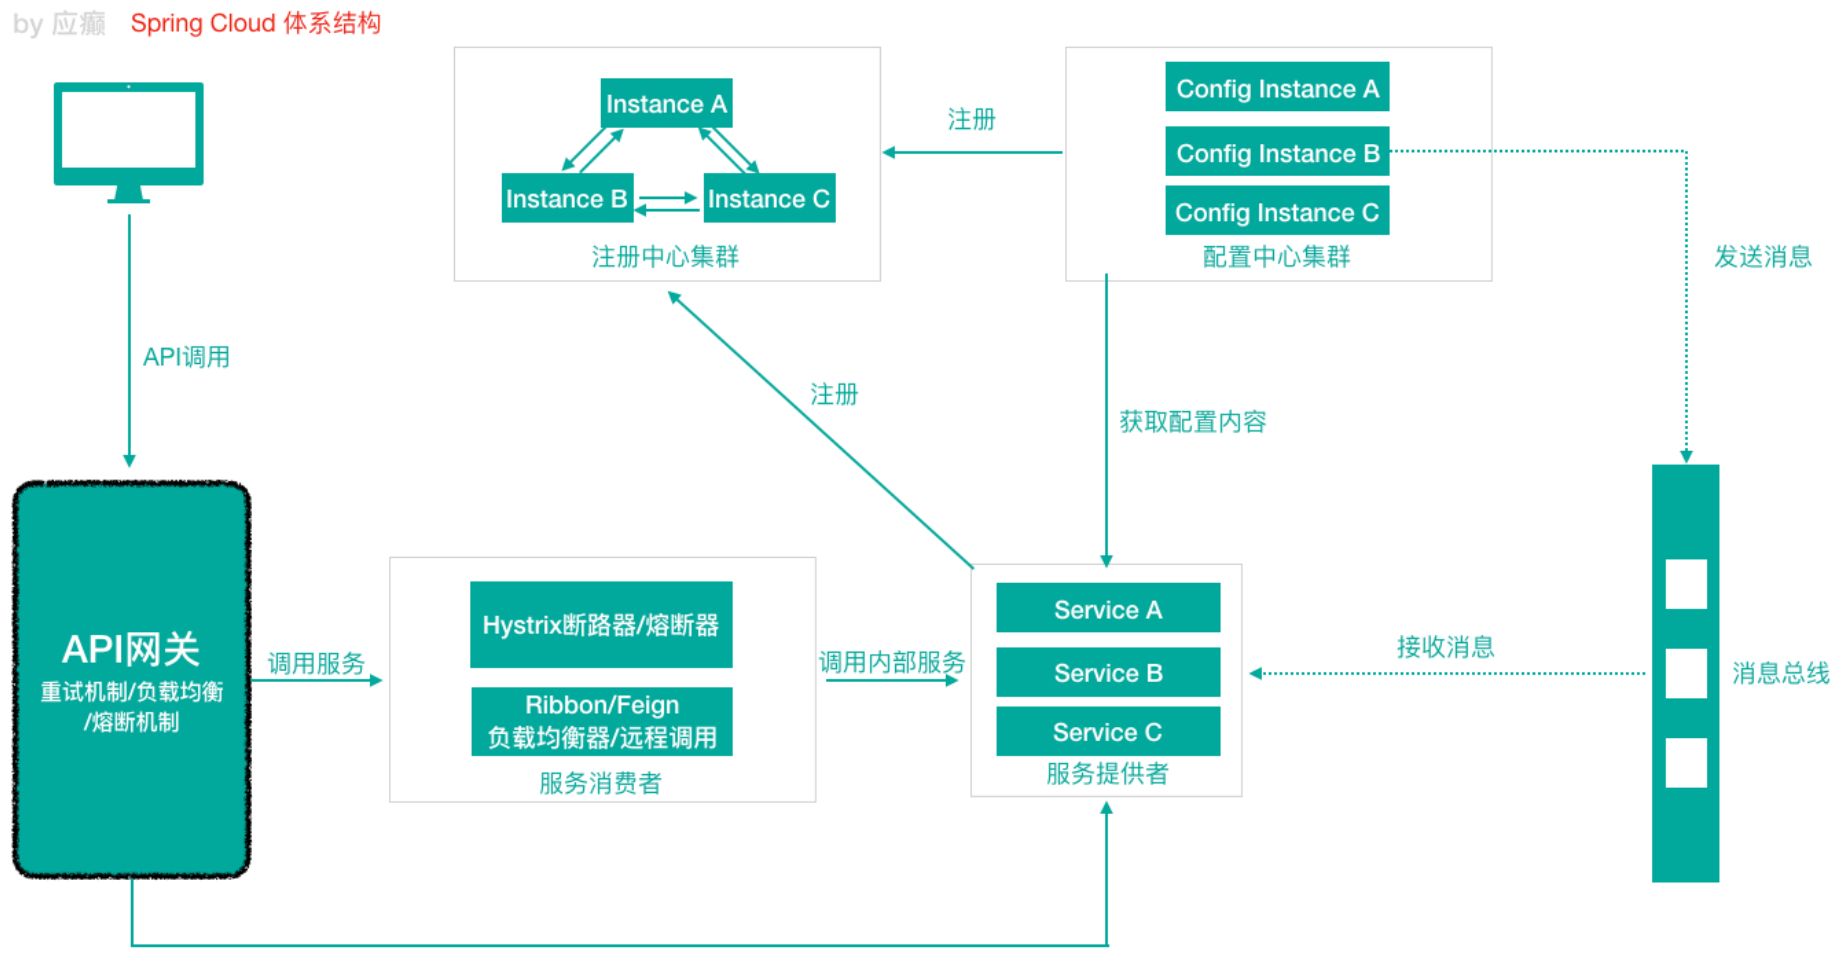 by 应癫
Spring Cloud 体系结构
Instance A
Instance B
Instance C
注册中心集群
注册
Config Instance A
Config Instance B
Config Instance C
配置中心集群
发送消息
API调用
注册
获取配置内容
API网关
重试机制/负载均衡
/熔断机制
调用服务
Hystrix断路器/熔断器
Ribbon/Feign
负载均衡器/远程调用
服务消费者
调用内部服务
Service A
Service B
Service C
服务提供者
接收消息
消息总线